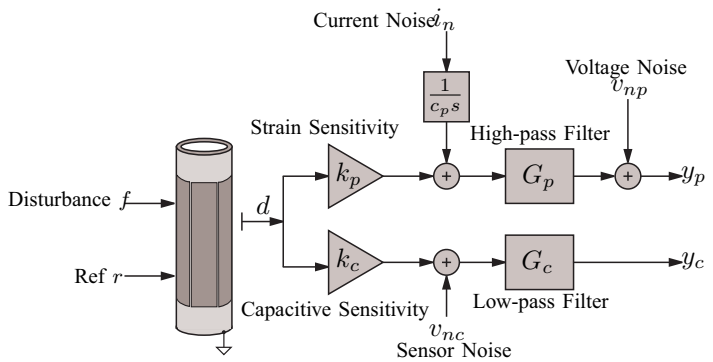 Current Noise i_n
1
c_p s
Voltage Noise
v_{np}
Strain Sensitivity
High-pass Filter
k_p
+
G_p
+
y_p
Disturbance f
d
Ref r
k_c
+
G_c
y_c
Capacitive Sensitivity
Low-pass Filter
v_{nc}
Sensor Noise